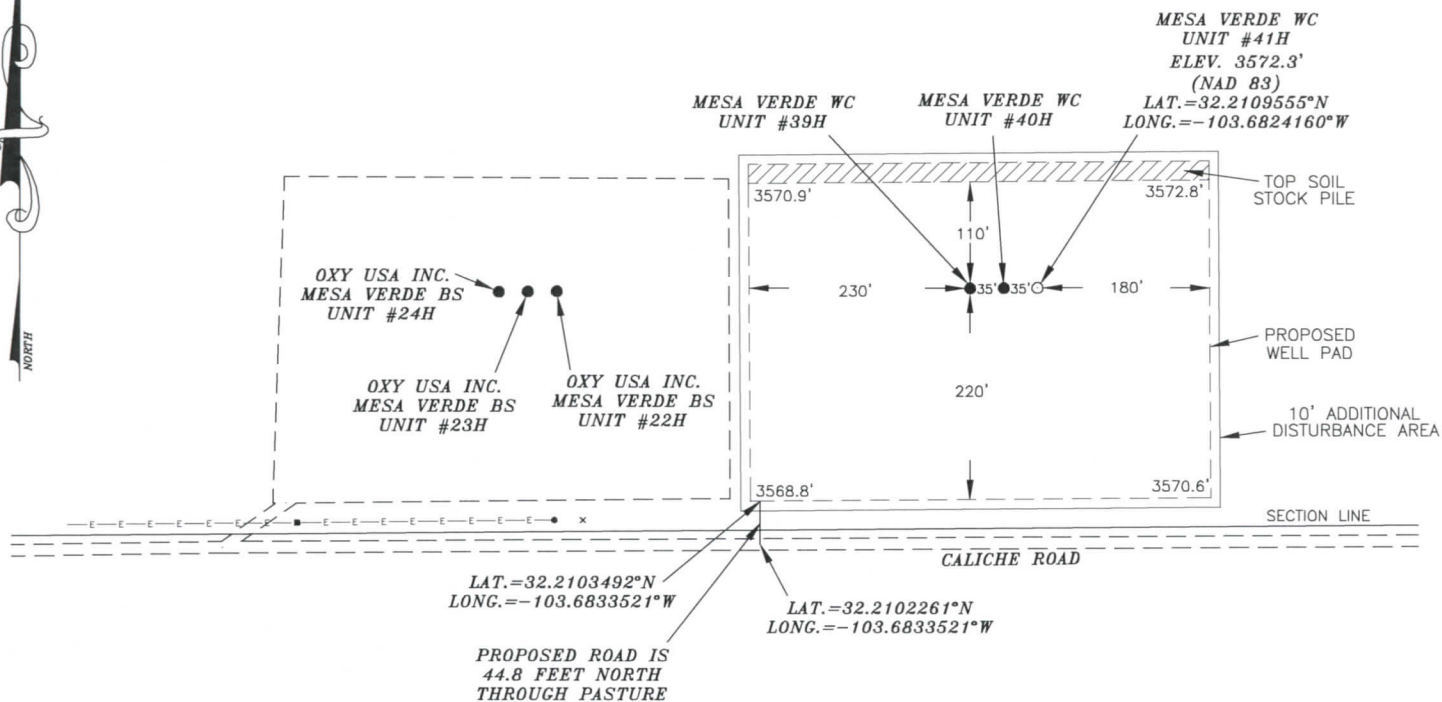 NORTH
MESA VERDE WC
UNIT #41H
ELEV. 3572.3'
(NAD 83)
LAT.=32.2109555°N
LONG.=-103.6824160°W
MESA VERDE WC
UNIT #39H
MESA VERDE WC
UNIT #40H
TOP SOIL
STOCK PILE
3570.9'
3572.8'
110'
OXY USA INC.
MESA VERDE BS
UNIT #24H
230'
35'
35'
180'
PROPOSED
WELL PAD
OXY USA INC.
MESA VERDE BS
UNIT #23H
OXY USA INC.
MESA VERDE BS
UNIT #22H
220'
10' ADDITIONAL
DISTURBANCE AREA
3568.8'
3570.6'
E E E E E E E E E E E E
SECTION LINE
CALICHE ROAD
LAT.=32.2103492°N
LONG.=-103.6833521°W
LAT.=32.2102261°N
LONG.=-103.6833521°W
PROPOSED ROAD IS
44.8 FEET NORTH
THROUGH PASTURE